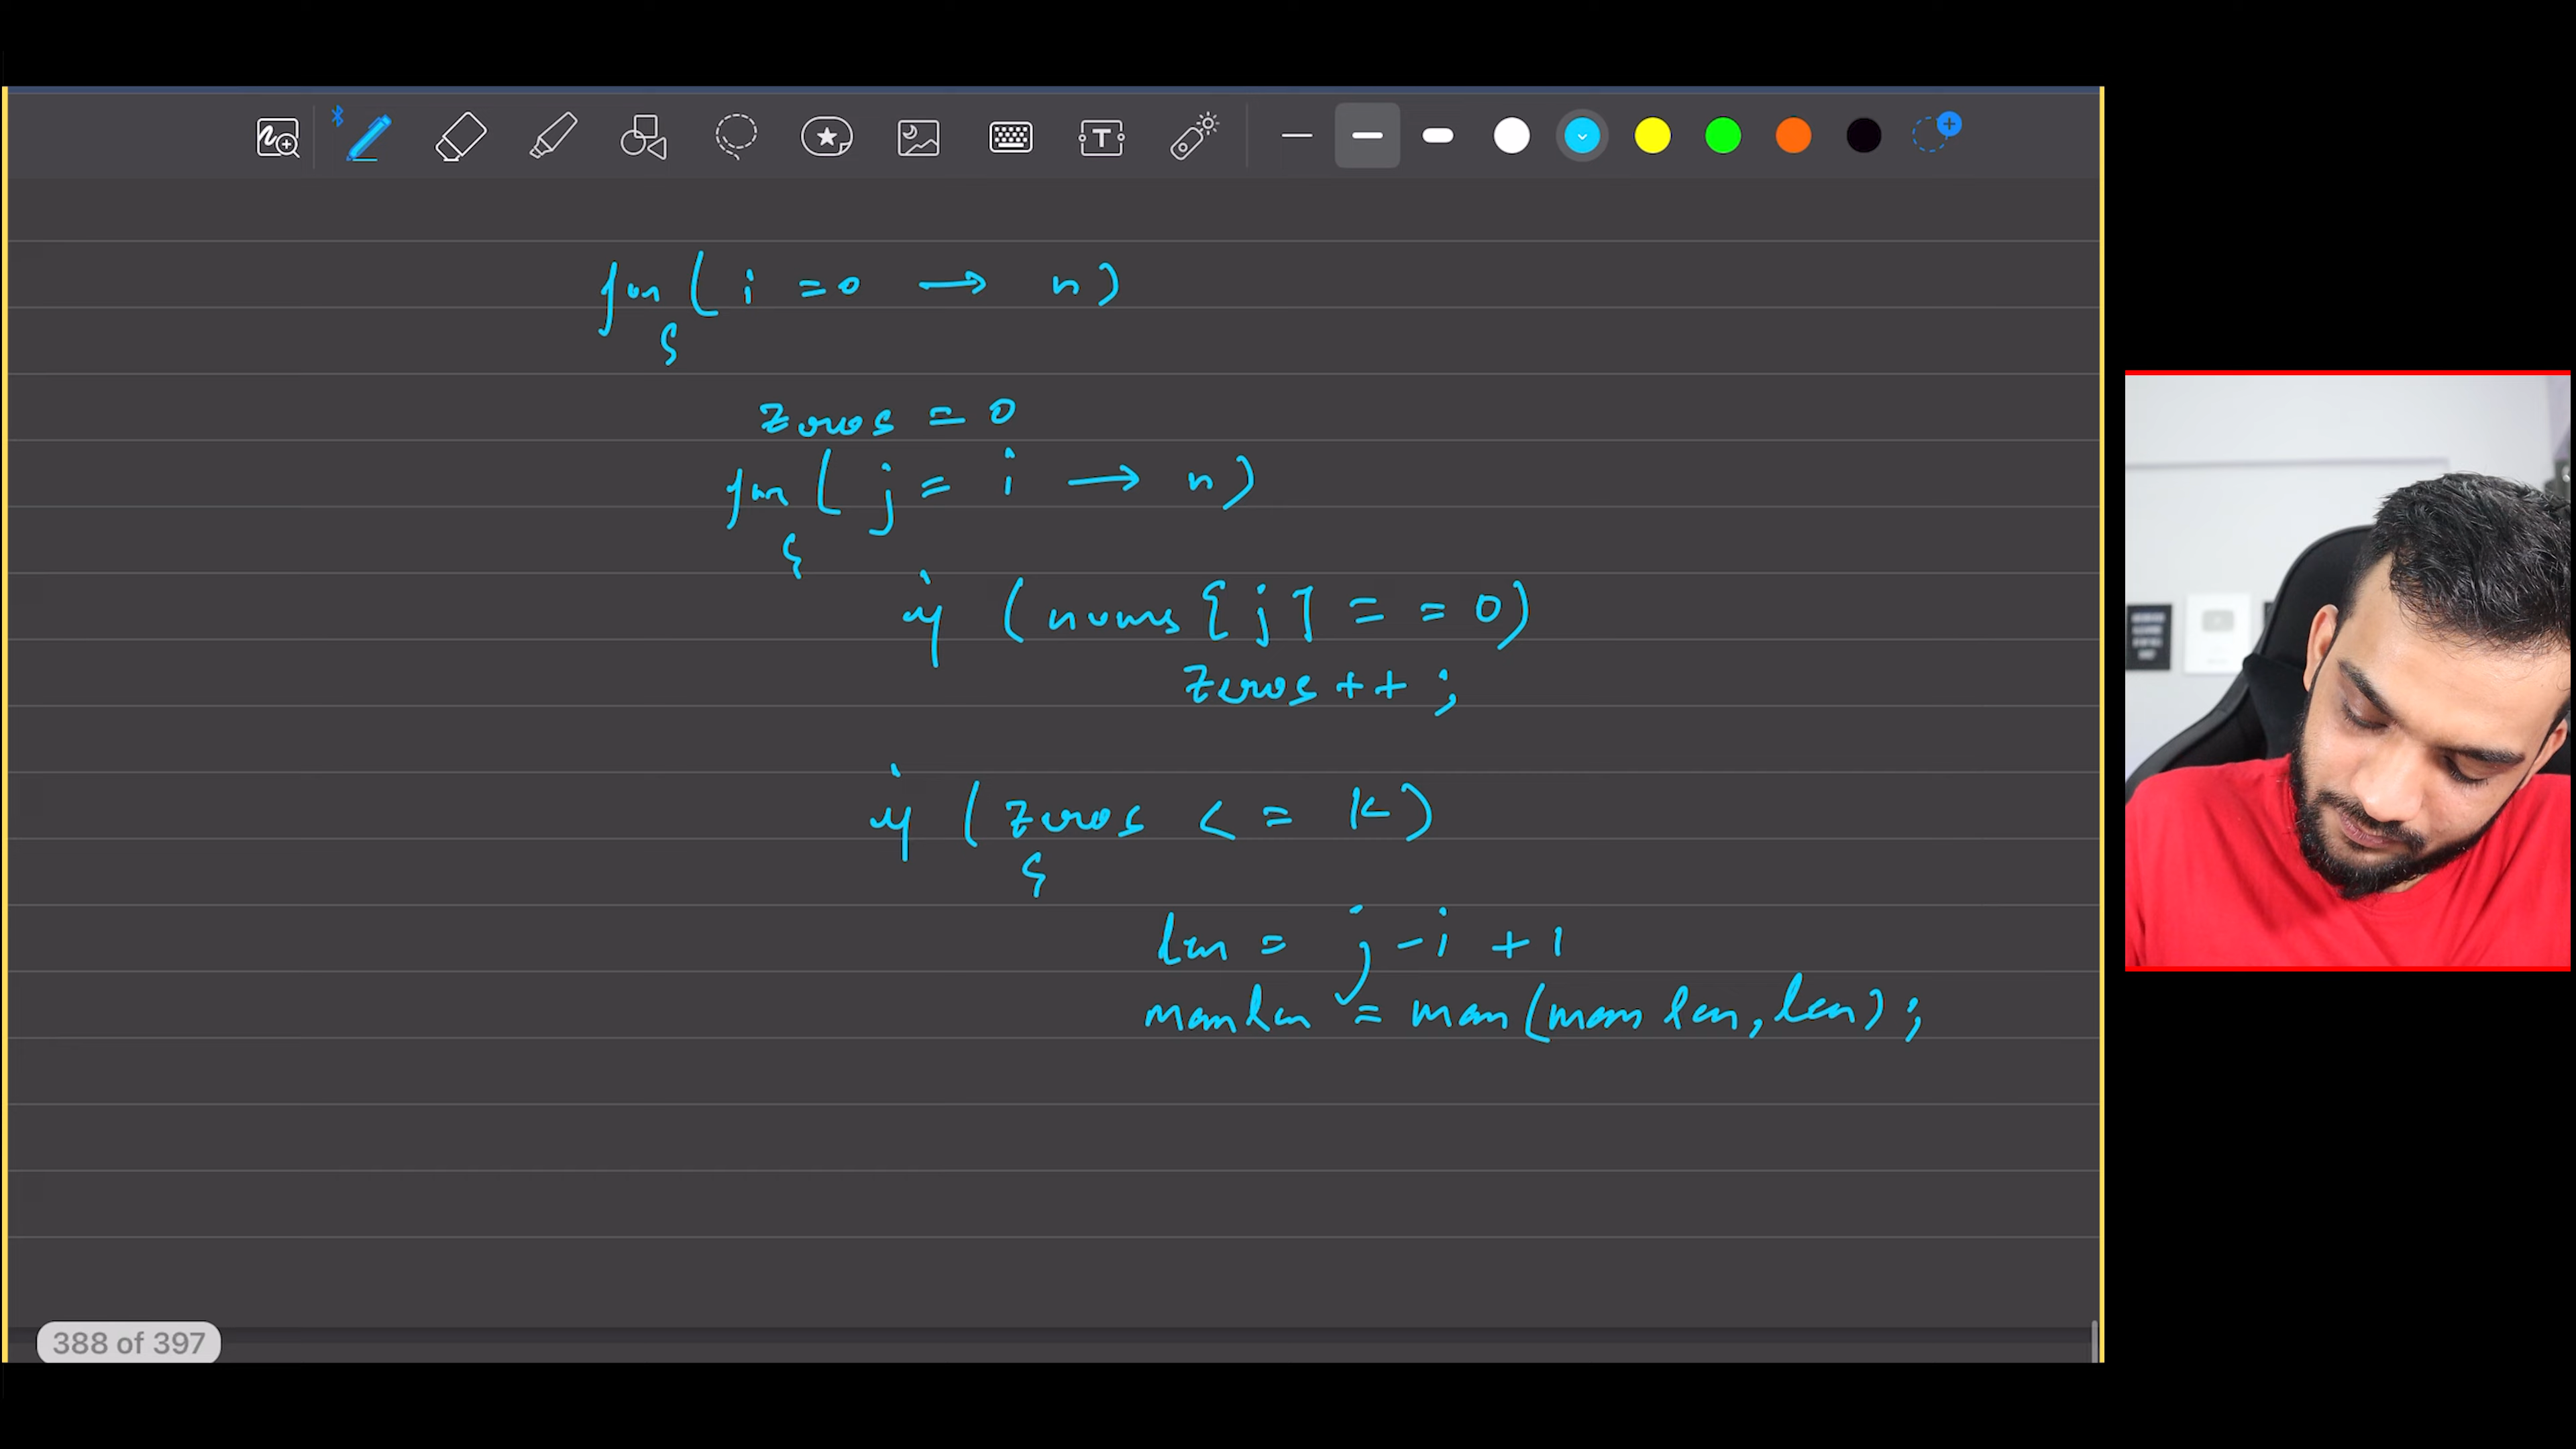 T
for ( i = 0 → n )
{
zeros = 0
for ( j = i → n )
{
if ( nums [ j ] = = 0 )
zeros + + ;
if ( zeros < = k )
{
len = j - i + 1
maxlen = max ( maxlen, len ) ;
388 of 397